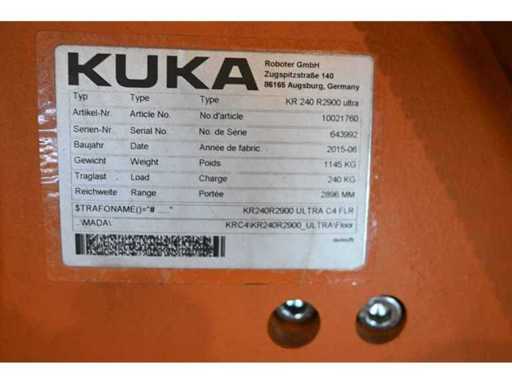 KUKA
Roboter GmbH
Zugspitzstraße 140
86165 Augsburg, Germany
Typ Type Type KR 240 R2900 ultra
Artikel-Nr. Article No. No.d'article 10021760
Serien-Nr. Serial No. No. de Série 643992
Baujahr Date Année de fabric. 2015-06
Gewicht Weight Poids 1145 KG
Traglast Load Charge 240 KG
Reichweite Range Portée 2896 MM
$TRAFONAME()="# ..." KR240R2900 ULTRA C4 FLR
...\MADA\... KRC4\KR240R2900_ULTRA\Floor